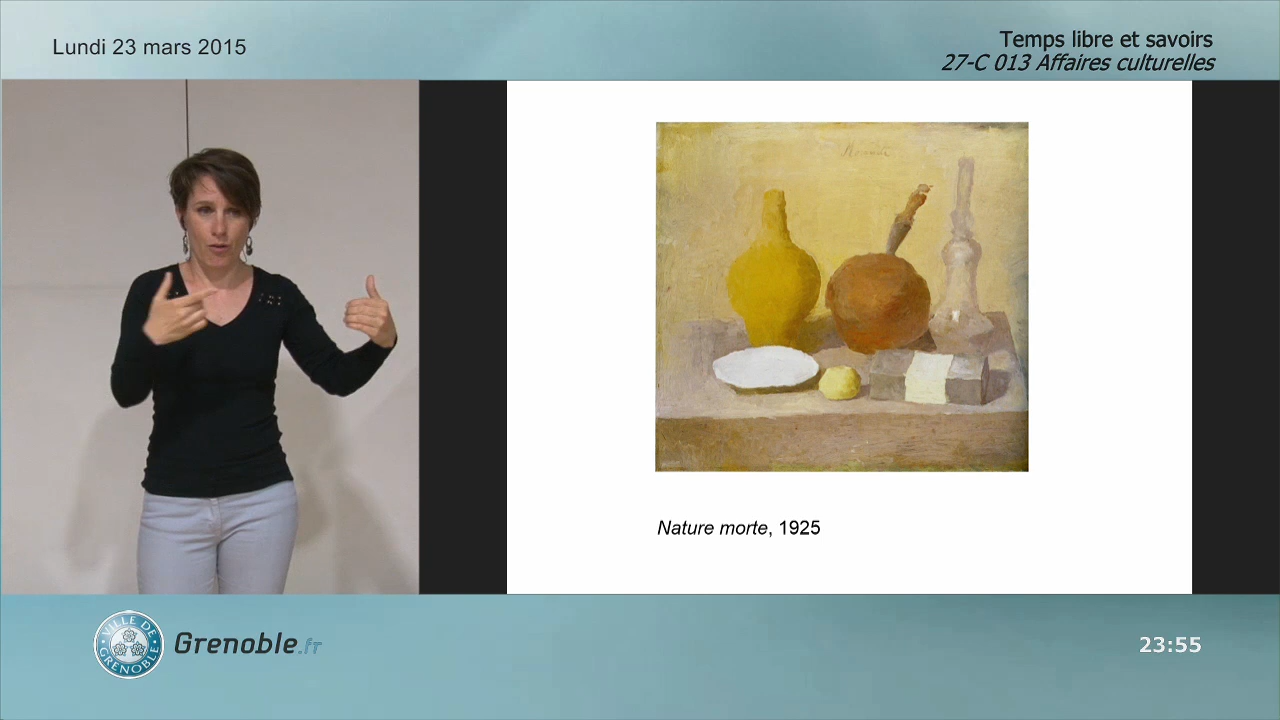 Lundi 23 mars 2015
Temps libre et savoirs
27-C 013 Affaires culturelles
Nature morte, 1925
VILLE DE GRENOBLE
Grenoble.fr
23:55